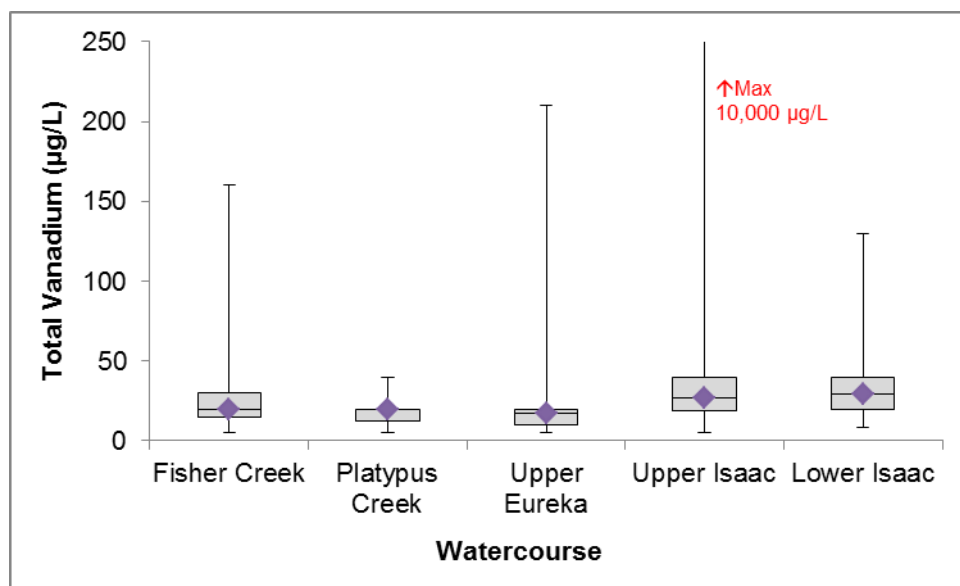 250
200
150
100
50
0
Total Vanadium (µg/L)
↑Max
10,000 µg/L
Fisher Creek Platypus Creek Upper Eureka Upper Isaac Lower Isaac
Watercourse